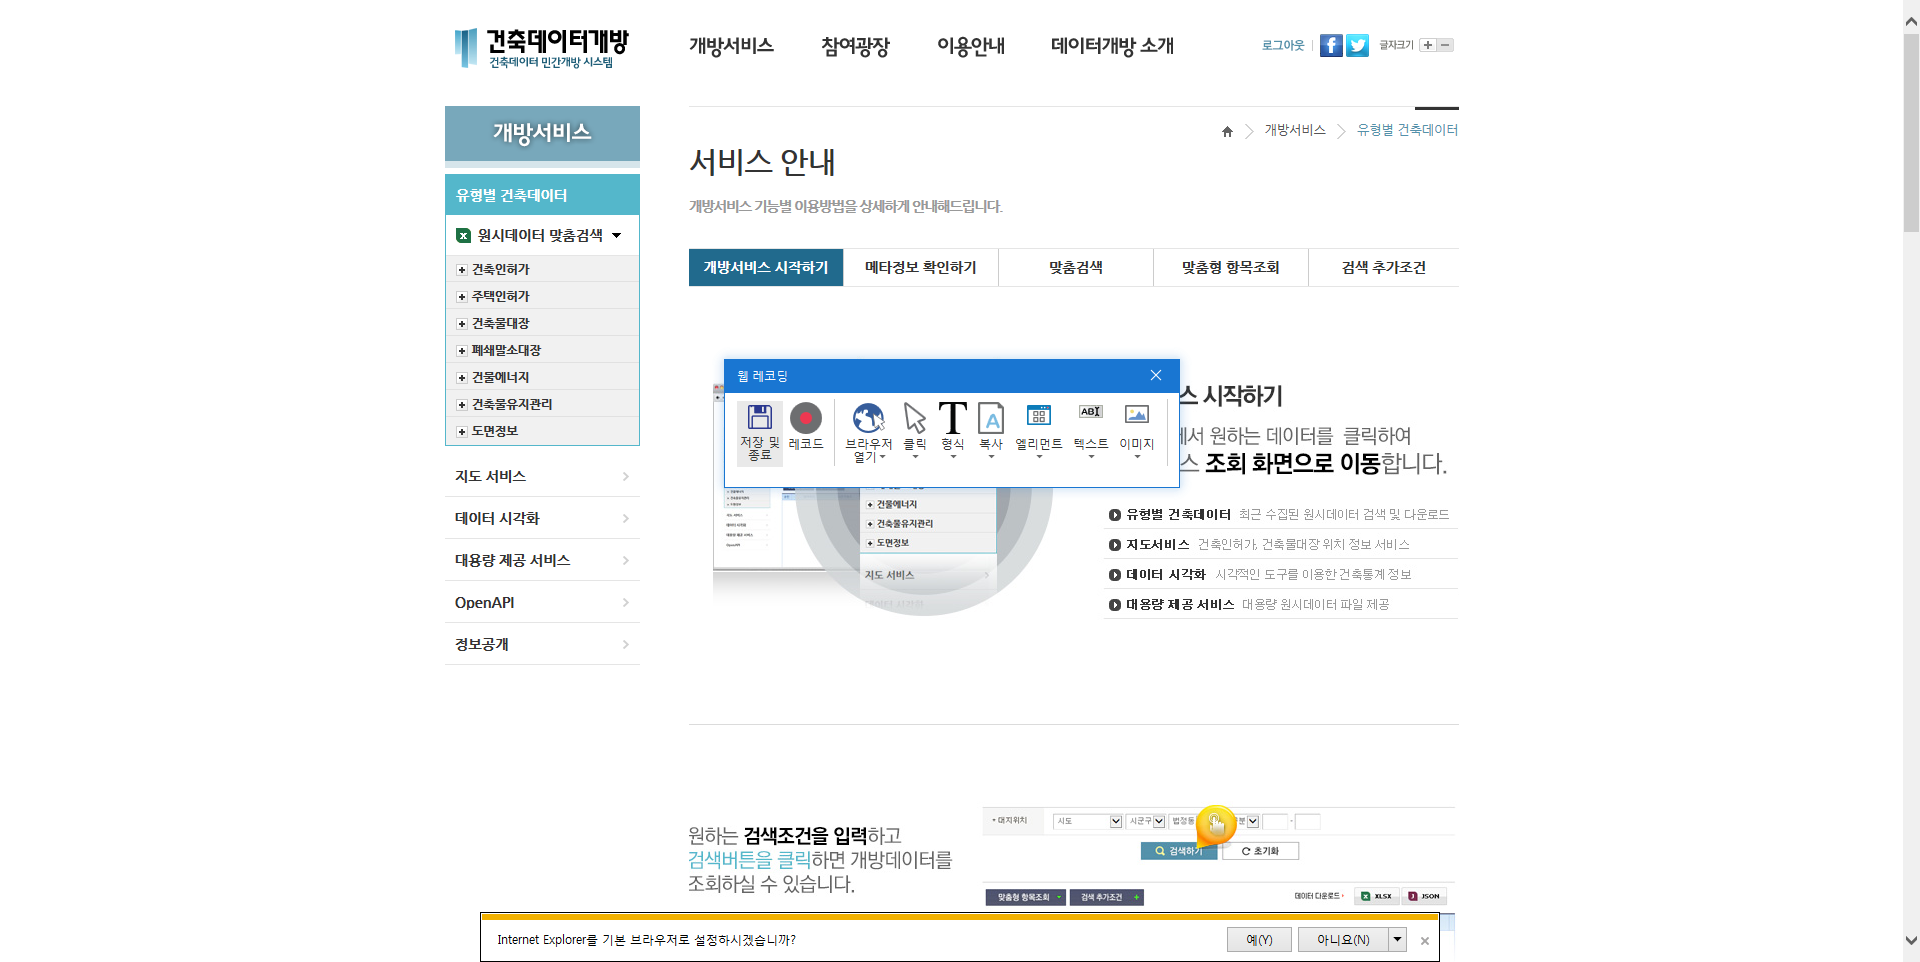 건축데이터개방
건축데이터 민간개방 시스템
개방서비스
참여광장
이용안내
데이터개방 소개
로그아웃
글자크기
개방서비스
유형별 건축데이터
원시데이터 맞춤검색
건축인허가
주택인허가
건축물대장
폐쇄말소대장
건물에너지
건축물유지관리
도면정보
지도 서비스
데이터 시각화
대용량 제공 서비스
OpenAPI
정보공개
개방서비스
유형별 건축데이터
서비스 안내
개방서비스 기능별 이용방법을 상세하게 안내해드립니다.
개방서비스 시작하기
메타정보 확인하기
맞춤검색
맞춤형 항목조회
검색 추가조건
웹 레코딩
저장 및 종료
레코드
브라우저 열기
클릭
형식
복사
엘리먼트
텍스트
이미지
스 시작하기
에서 원하는 데이터를 클릭하여
스 조회 화면으로 이동합니다.
건물에너지
건축물유지관리
도면정보
지도 서비스
유형별 건축데이터 최근 수집된 원시데이터 검색 및 다운로드
지도서비스 건축인허가, 건축물대장 위치 정보 서비스
데이터 시각화 시각적인 도구를 이용한 건축통계 정보
대용량 제공 서비스 대용량 원시데이터 파일 제공
원하는 검색조건을 입력하고
검색버튼을 클릭하면 개방데이터를
조회하실 수 있습니다.
대지위치
시도
시군구
법정동
검색하기
초기화
맞춤형 항목조회
검색 추가조건
데이터 다운로드
XLSX
JSON
Internet Explorer를 기본 브라우저로 설정하시겠습니까?
예(Y)
아니요(N)